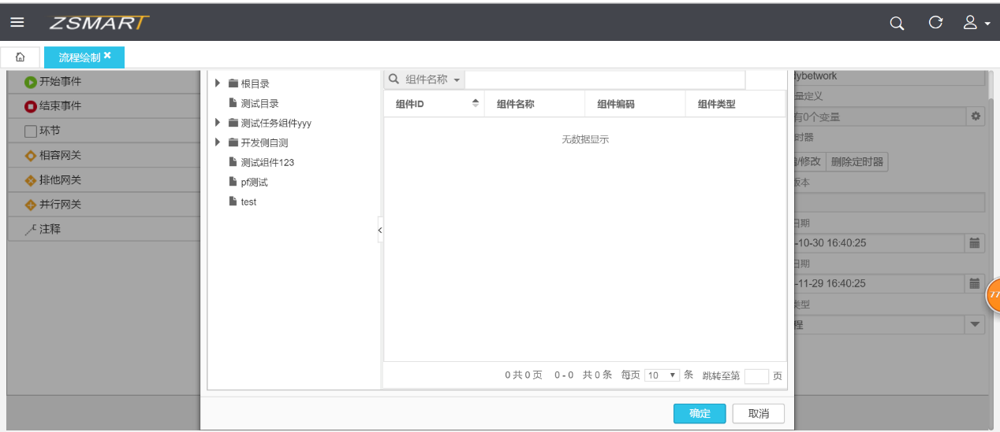 ZSMART
流程绘制
开始事件
结束事件
环节
相容网关
排他网关
并行网关
注释
根目录
测试目录
测试任务组件yyy
开发侧自测
测试组件123
pf测试
test
组件名称
组件ID 组件名称 组件编码 组件类型
无数据显示
0 共 0 页 0 - 0 共 0 条 每页 10 条 跳转至第 页
确定 取消
lybetwork
量定义
有0个变量
时器
/修改 删除定时器
版本
日期
-10-30 16:40:25
日期
-11-29 16:40:25
类型
程
77